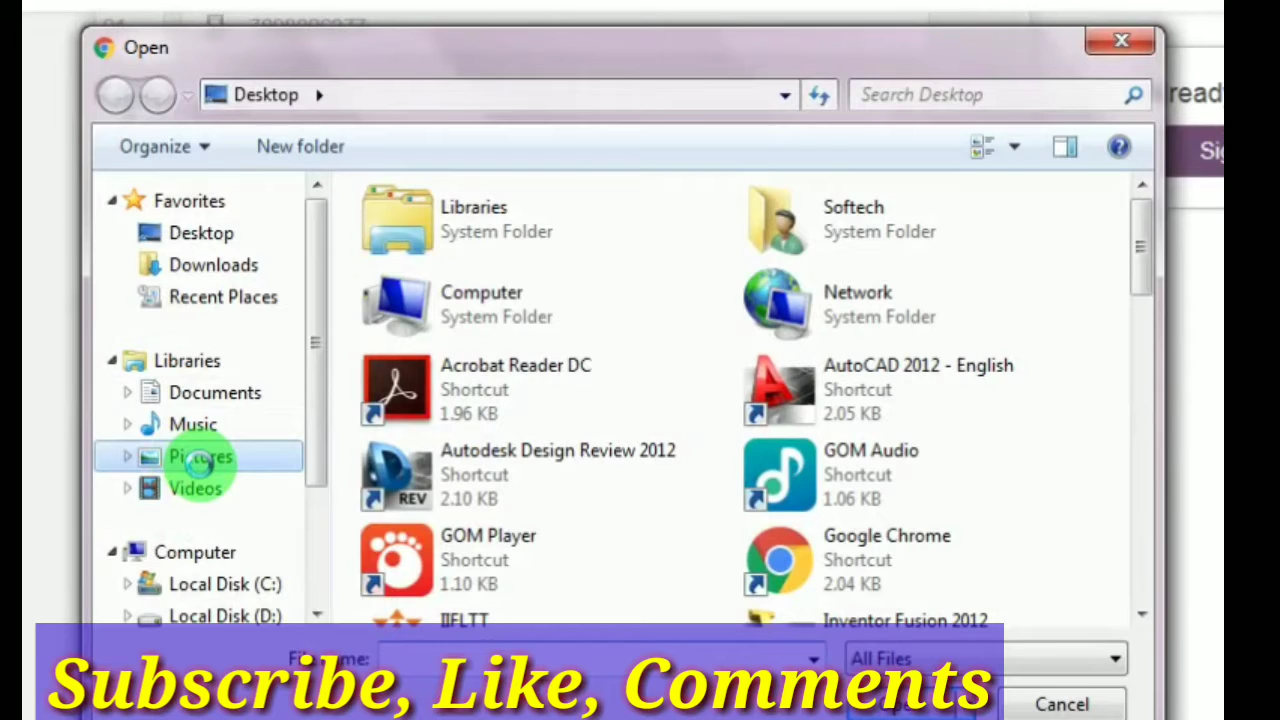 Open
Desktop
Search Desktop
Organize
New folder
Favorites
Desktop
Downloads
Recent Places
Libraries
Documents
Music
Pictures
Videos
Computer
Local Disk (C:)
Local Disk (D:)
Libraries
System Folder
Softech
System Folder
Computer
System Folder
Network
System Folder
Acrobat Reader DC
Shortcut
1.96 KB
AutoCAD 2012 - English
Shortcut
2.05 KB
Autodesk Design Review 2012
Shortcut
2.10 KB
REV
GOM Audio
Shortcut
1.06 KB
GOM Player
Shortcut
1.10 KB
Google Chrome
Shortcut
2.04 KB
IIFLTT
Inventor Fusion 2012
File name:
All Files
Cancel
Subscribe, Like, Comments